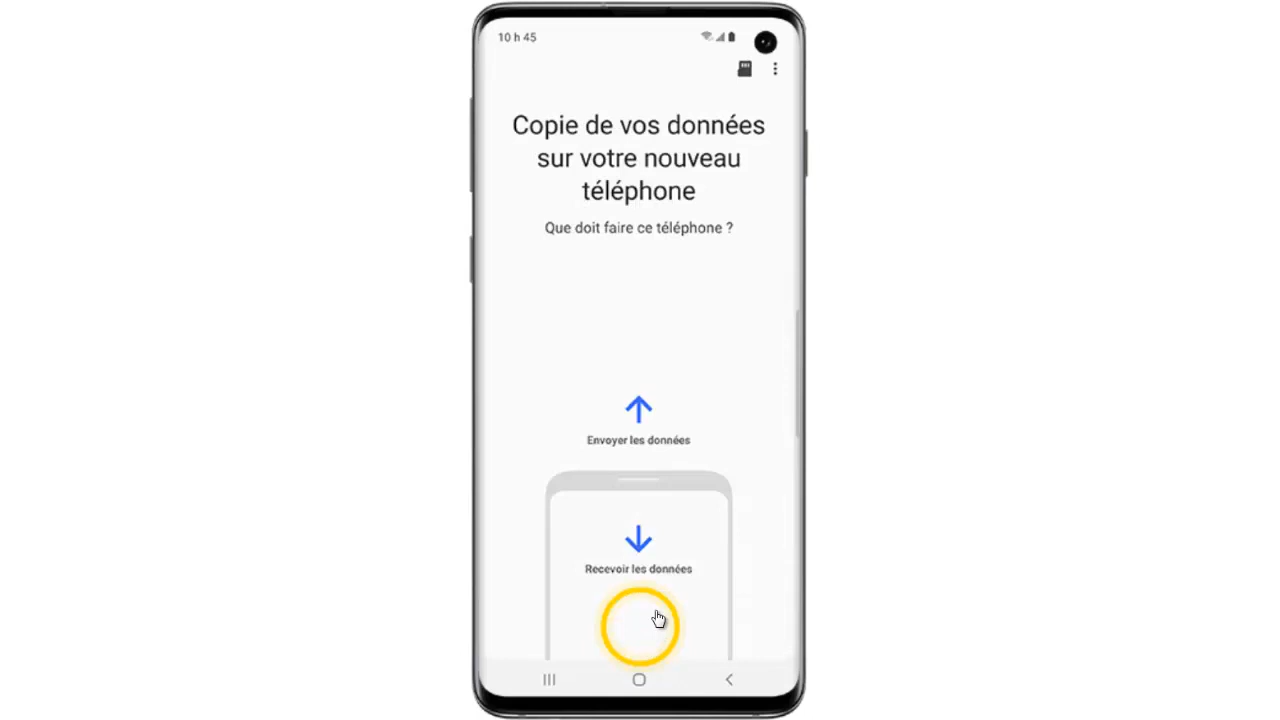 10 h 45
Copie de vos données
sur votre nouveau
téléphone
Que doit faire ce téléphone ?
Envoyer les données
Recevoir les données